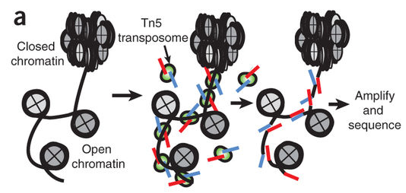 a
Closed
chromatin
Open
chromatin
Tn5
transposome
Amplify
and
sequence